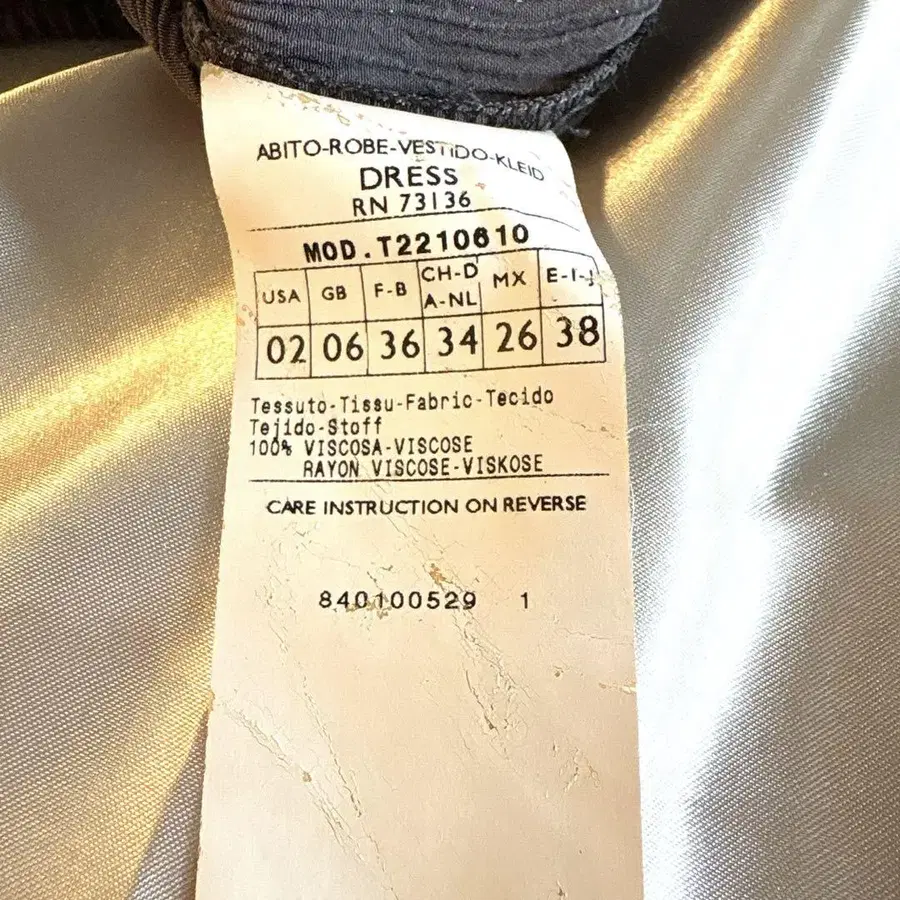 ABITO-ROBE-VESTIDO-KLEID
DRESS
RN 73136
MOD.T2210610
USA GB F-B CH-D A-NL MX E-I-J
02 06 36 34 26 38
Tessuto-Tissu-Fabric-Tecido
Tejido-Stoff
100% VISCOSA-VISCOSE
RAYON VISCOSE-VISKOSE
CARE INSTRUCTION ON REVERSE
840100529 1